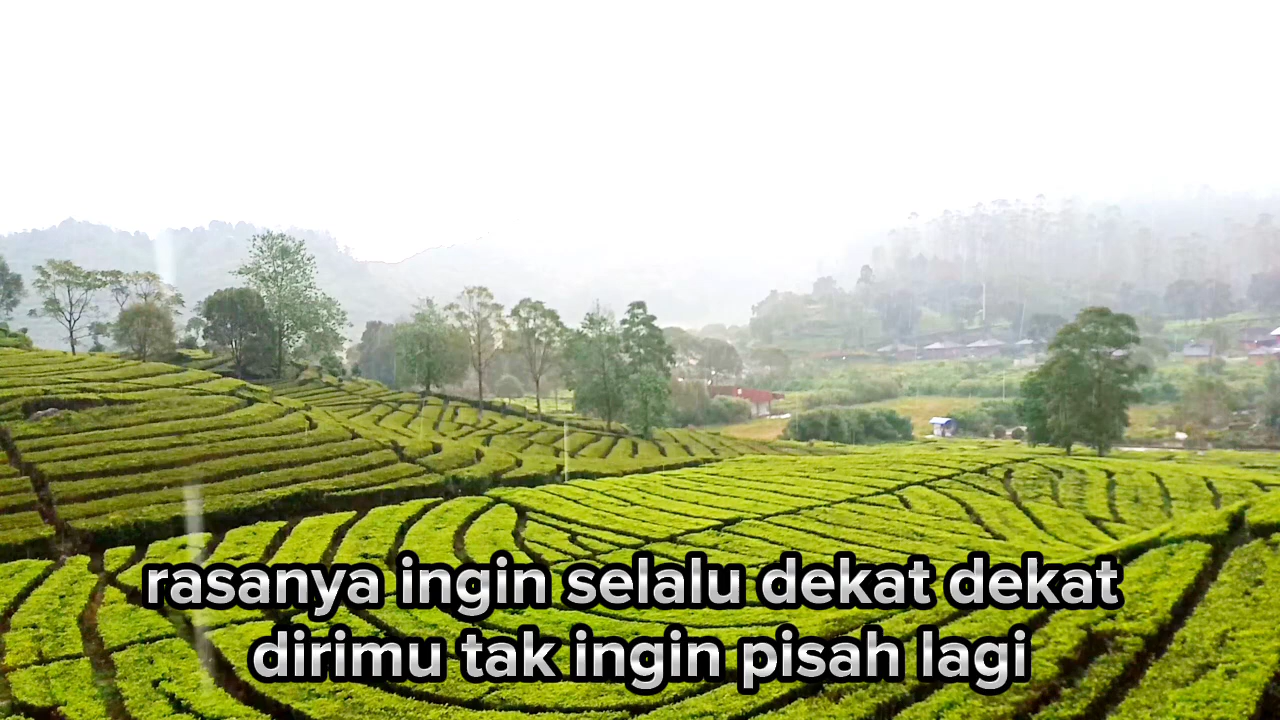 rasanya ingin selalu dekat dekat
dirimu tak ingin pisah lagi